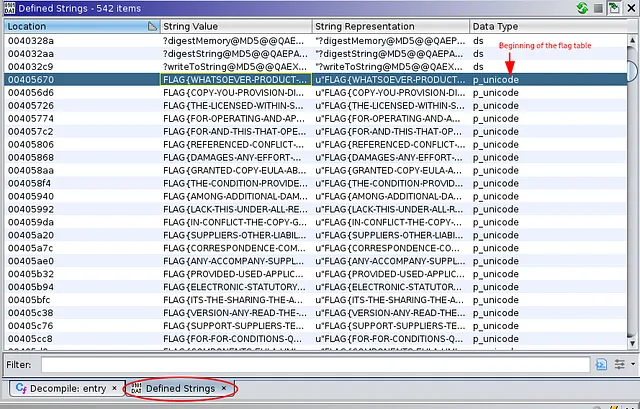 Defined Strings - 542 items
Location String Value String Representation Data Type
0040328a ?digestMemory@MD5@@QAE... "?digestMemory@MD5@@QAEP... ds
004032aa ?digestString@MD5@@QAEPA... "?digestString@MD5@@QAEPA... ds
004032c9 ?writeToString@MD5@@QAEX... "?writeToString@MD5@@QAEX... ds
Beginning of the flag table
00405670 FLAG{WHATSOEVER-PRODUCT-... u"FLAG{WHATSOEVER-PRODUCT... p_unicode
004056d6 FLAG{COPY-YOU-PROVISION-DI... u"FLAG{COPY-YOU-PROVISION-... p_unicode
00405726 FLAG{THE-LICENSED-WITHIN-S... u"FLAG{THE-LICENSED-WITHIN... p_unicode
00405774 FLAG{FOR-OPERATING-AND-AP... u"FLAG{FOR-OPERATING-AND-A... p_unicode
004057c2 FLAG{FOR-AND-THIS-THAT-OPE... u"FLAG{FOR-AND-THIS-THAT-OP... p_unicode
00405806 FLAG{REFERENCED-CONFLICT-... u"FLAG{REFERENCED-CONFLICT... p_unicode
00405868 FLAG{DAMAGES-ANY-EFFORT-... u"FLAG{DAMAGES-ANY-EFFORT-... p_unicode
004058aa FLAG{GRANTED-COPY-EULA-AB... u"FLAG{GRANTED-COPY-EULA-A... p_unicode
004058f4 FLAG{THE-CONDITION-PROVIDE... u"FLAG{THE-CONDITION-PROVID... p_unicode
00405940 FLAG{AMONG-ADDITIONAL-DAM... u"FLAG{AMONG-ADDITIONAL-DA... p_unicode
00405992 FLAG{LACK-THIS-UNDER-ALL-RE... u"FLAG{LACK-THIS-UNDER-ALL-R... p_unicode
004059da FLAG{IN-CONFLICT-THE-COPY-G... u"FLAG{IN-CONFLICT-THE-COPY-... p_unicode
00405a20 FLAG{SUPPLIERS-OTHER-LIABIL... u"FLAG{SUPPLIERS-OTHER-LIABI... p_unicode
00405a7c FLAG{CORRESPONDENCE-COM... u"FLAG{CORRESPONDENCE-COM... p_unicode
00405ae0 FLAG{ANY-ACCOMPANY-SUPPL... u"FLAG{ANY-ACCOMPANY-SUPPL... p_unicode
00405b32 FLAG{PROVIDED-USED-APPLIC... u"FLAG{PROVIDED-USED-APPLIC... p_unicode
00405b94 FLAG{ELECTRONIC-STATUTORY... u"FLAG{ELECTRONIC-STATUTOR... p_unicode
00405bfc FLAG{ITS-THE-SHARING-THE-A... u"FLAG{ITS-THE-SHARING-THE-... p_unicode
00405c38 FLAG{VERSION-ANY-READ-THE-... u"FLAG{VERSION-ANY-READ-THE... p_unicode
00405c76 FLAG{SUPPORT-SUPPLIERS-TE... u"FLAG{SUPPORT-SUPPLIERS-T... p_unicode
00405cc8 FLAG{FOR-FOR-CONDITIONS-Q... u"FLAG{FOR-FOR-CONDITIONS-... p_unicode
Filter:
Decompile: entry × Defined Strings ×